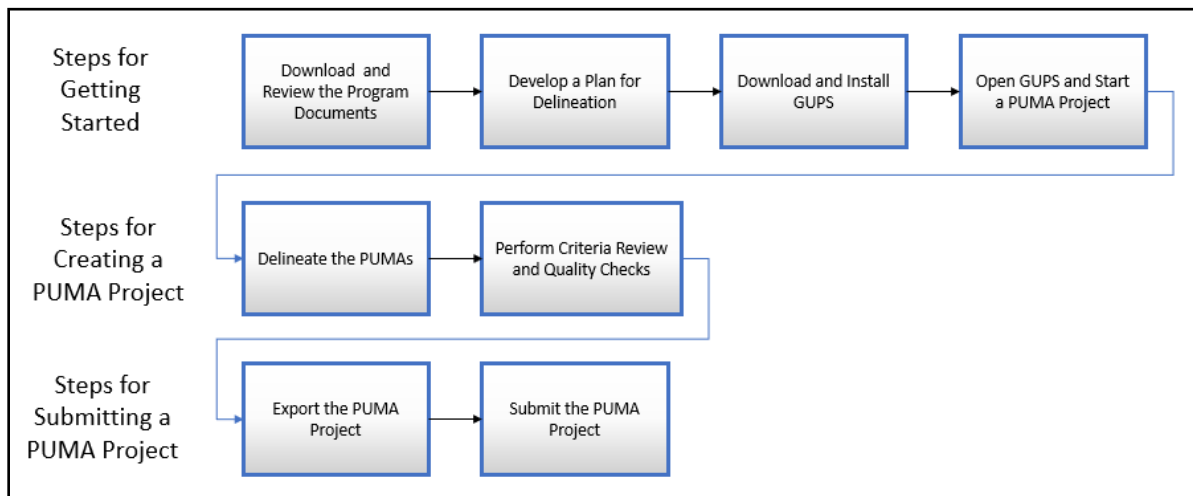 Steps for
Getting
Started
Download and
Review the Program
Documents
Develop a Plan for
Delineation
Download and Install
GUPS
Open GUPS and Start
a PUMA Project
Steps for
Creating a
PUMA Project
Delineate the PUMAs
Perform Criteria Review
and Quality Checks
Steps for
Submitting a
PUMA Project
Export the PUMA
Project
Submit the PUMA
Project